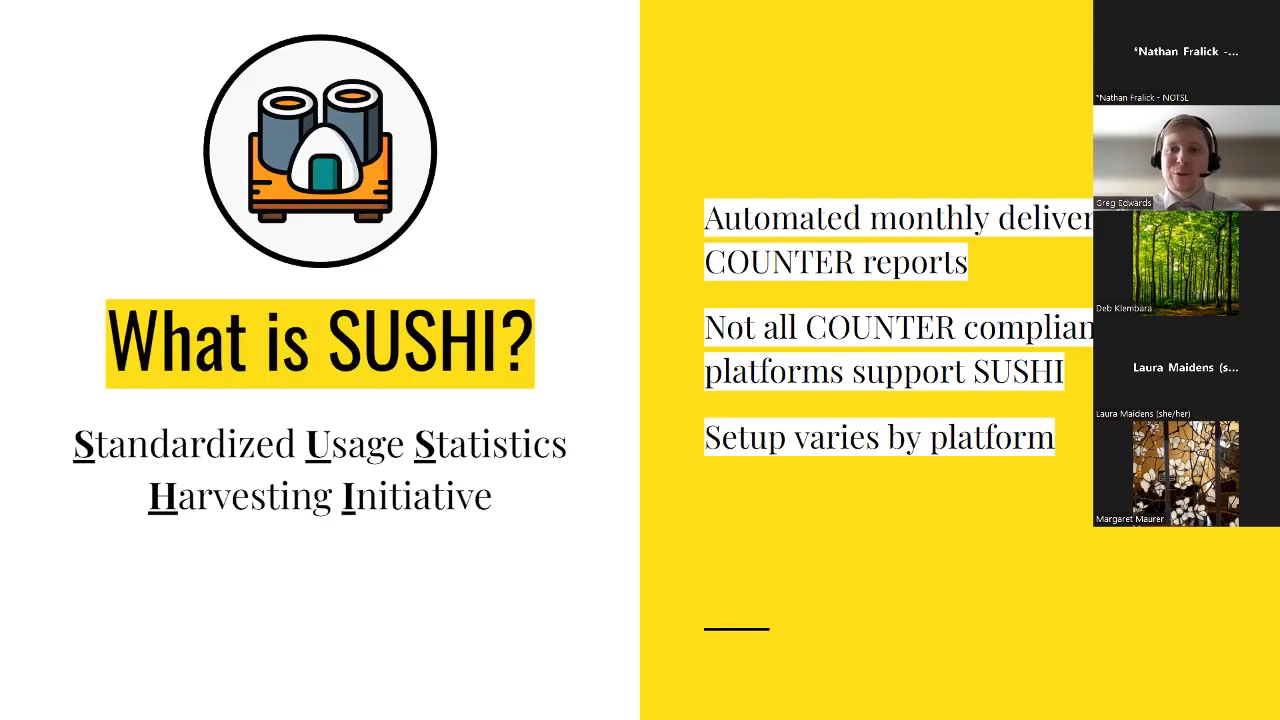 What is SUSHI?
Standardized Usage Statistics
Harvesting Initiative
Automated monthly deliver
COUNTER reports
Not all COUNTER complian
platforms support SUSHI
Setup varies by platform
*Nathan Fralick -...
*Nathan Fralick - NOTSL
Greg Edwards
Deb Klembara
Laura Maidens (s...
Laura Maidens (she/her)
Margaret Maurer